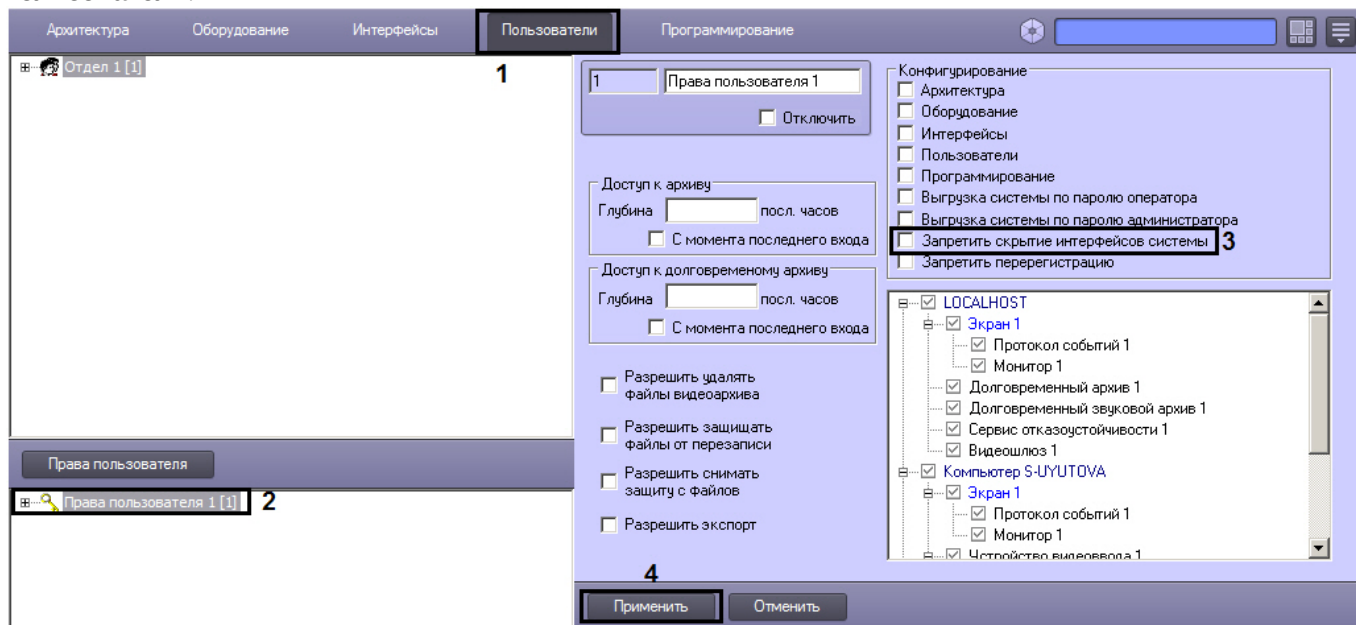 Архитектура Оборудование Интерфейсы Пользователи Программирование
1
Отдел 1 [1]
Права пользователя
Права пользователя 1 [1]
2
1 Права пользователя 1
Отключить
Доступ к архиву
Глубина посл. часов
С момента последнего входа
Доступ к долговременому архиву
Глубина посл. часов
С момента последнего входа
Разрешить удалять
файлы видеоархива
Разрешить защищать
файлы от перезаписи
Разрешить снимать
защиту с файлов
Разрешить экспорт
Конфигурирование
Архитектура
Оборудование
Интерфейсы
Пользователи
Программирование
Выгрузка системы по паролю оператора
Выгрузка системы по паролю администратора
Запретить скрытие интерфейсов системы 3
Запретить перерегистрацию
LOCALHOST
Экран 1
Протокол событий 1
Монитор 1
Долговременный архив 1
Долговременный звуковой архив 1
Сервис отказоустойчивости 1
Видеошлюз 1
Компьютер S-UYUTOVA
Экран 1
Протокол событий 1
Монитор 1
Устройство видеоввода 1
4
Применить Отменить